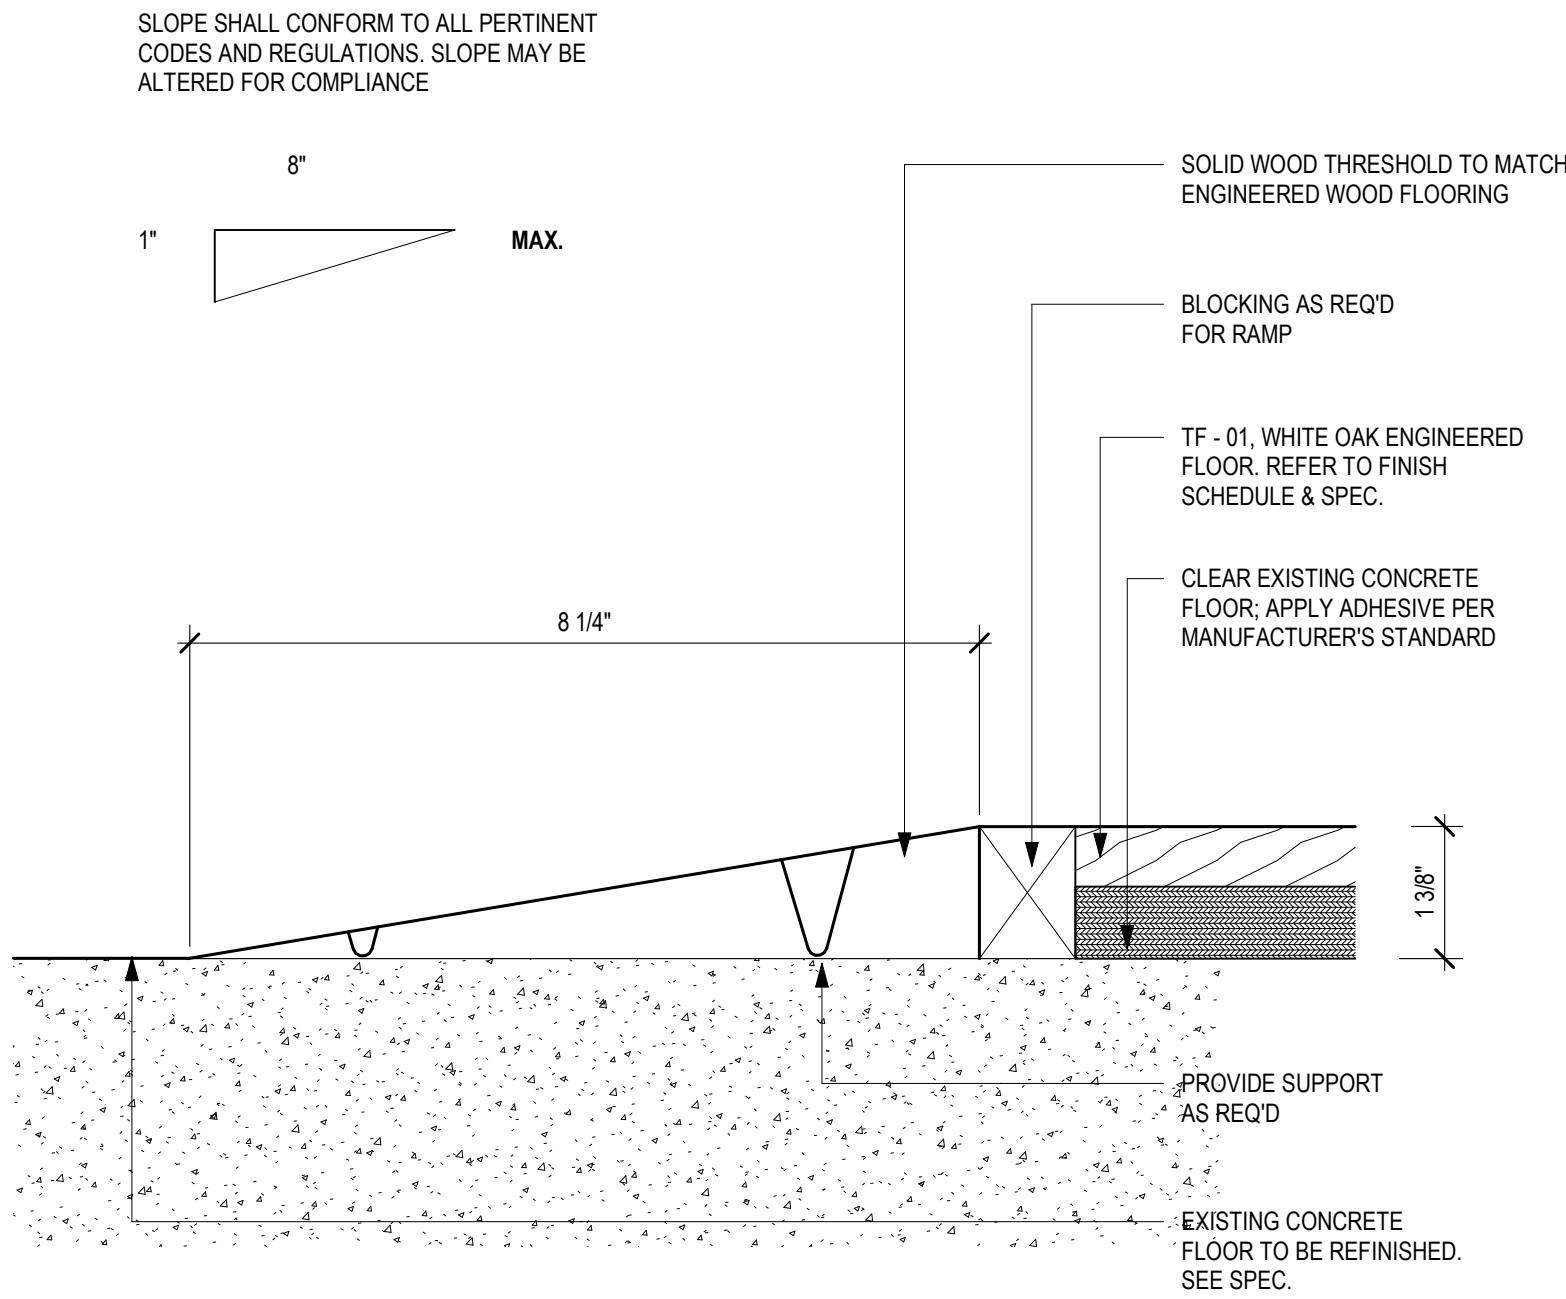 SLOPE SHALL CONFORM TO ALL PERTINENT
CODES AND REGULATIONS. SLOPE MAY BE
ALTERED FOR COMPLIANCE
8"
1"
MAX.
SOLID WOOD THRESHOLD TO MATCH
ENGINEERED WOOD FLOORING
BLOCKING AS REQ'D
FOR RAMP
TF - 01, WHITE OAK ENGINEERED
FLOOR. REFER TO FINISH
SCHEDULE & SPEC.
CLEAR EXISTING CONCRETE
FLOOR; APPLY ADHESIVE PER
MANUFACTURER'S STANDARD
8 1/4"
1 3/8"
PROVIDE SUPPORT
AS REQ'D
EXISTING CONCRETE
FLOOR TO BE REFINISHED.
SEE SPEC.